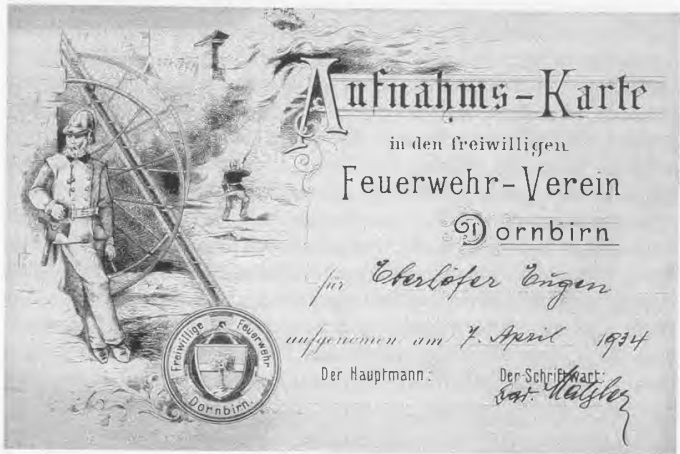 Aufnahms-Karte
in den freiwilligen
Feuerwehr-Verein
Dornbirn
für Eberlöfer Eugen
aufgenommen am 7. April 1934
Der Hauptmann: Der Schriftwart:
Freiwillige Feuerwehr
Dornbirn.